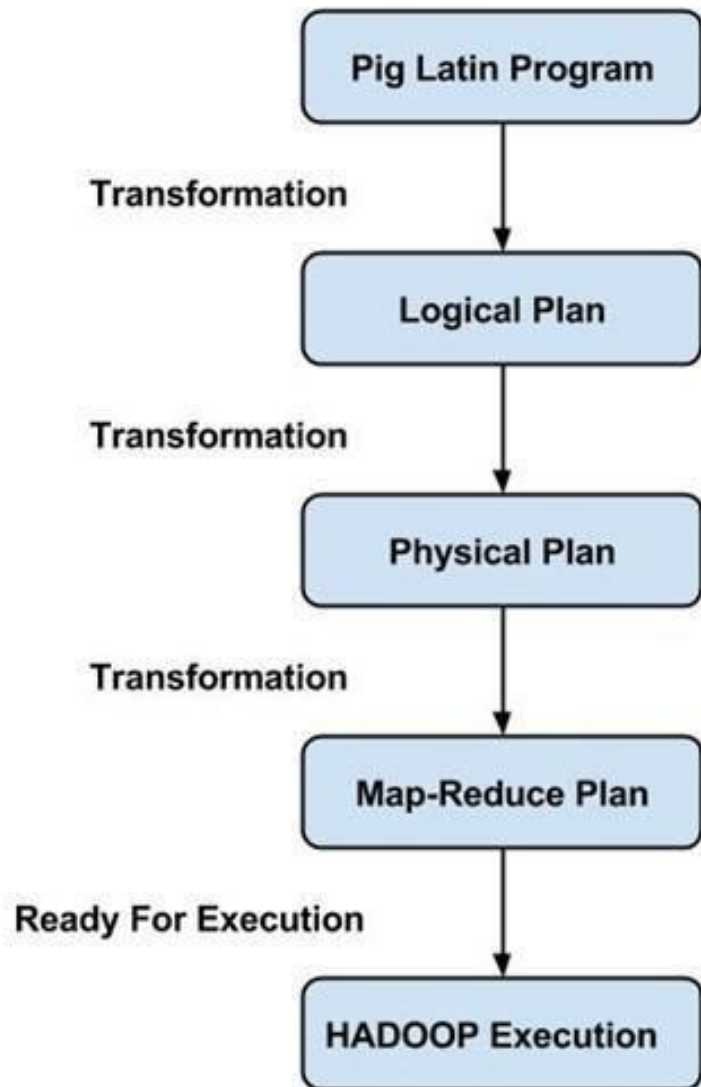 Pig Latin Program
Transformation
Logical Plan
Transformation
Physical Plan
Transformation
Map-Reduce Plan
Ready For Execution
HADOOP Execution